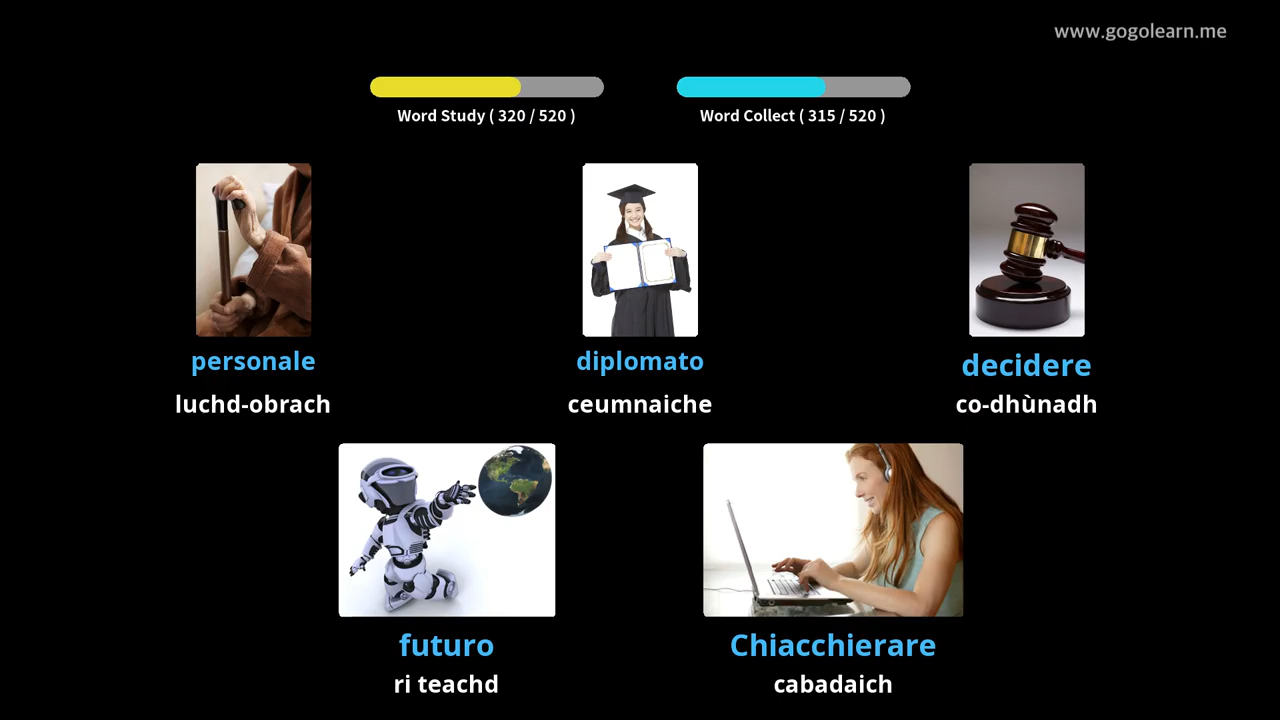 www.gogolearn.me
Word Study ( 320 / 520 )
Word Collect ( 315 / 520 )
personale
diplomato
decidere
luchd-obrach
ceumnaiche
co-dhùnadh
futuro
Chiacchierare
ri teachd
cabadaich